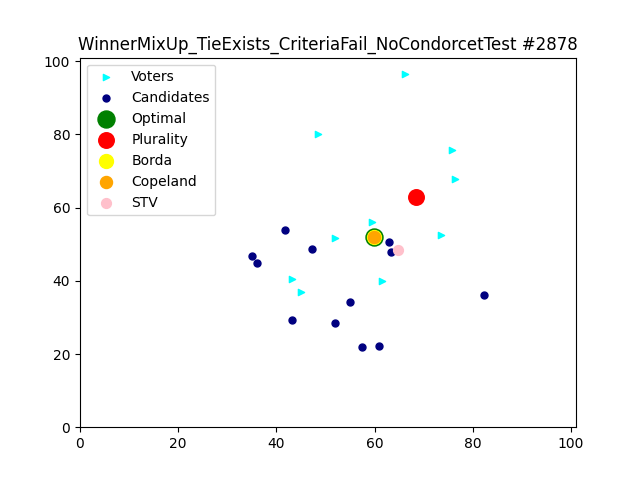 WinnerMixUp_TieExists_CriteriaFail_NoCondorcetTest #2878
100
80
60
40
20
0
Voters
Candidates
Optimal
Plurality
Borda
Copeland
STV
0 20 40 60 80 100